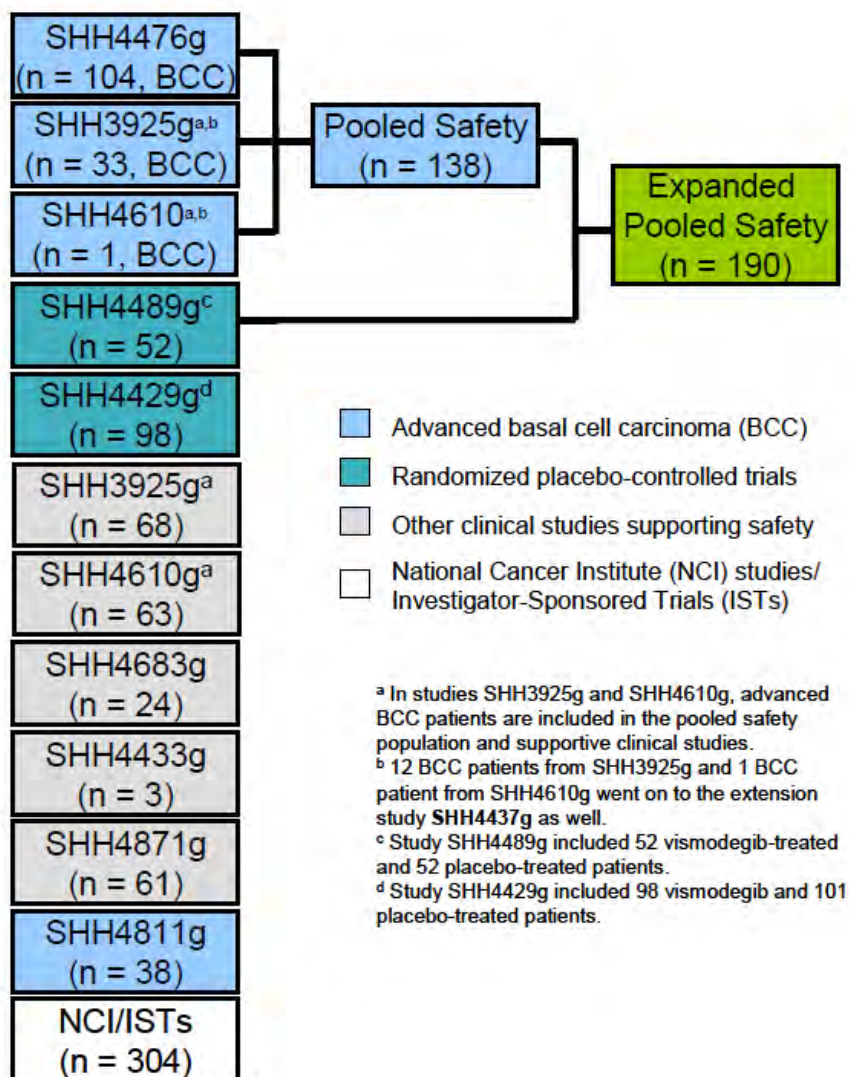 SHH4476g
(n = 104, BCC)
SHH3925gᵃ,ᵇ
(n = 33, BCC)
SHH4610ᵃ,ᵇ
(n = 1, BCC)
SHH4489gᶜ
(n = 52)
SHH4429gᵈ
(n = 98)
SHH3925gᵃ
(n = 68)
SHH4610gᵃ
(n = 63)
SHH4683g
(n = 24)
SHH4433g
(n = 3)
SHH4871g
(n = 61)
SHH4811g
(n = 38)
NCI/ISTs
(n = 304)
Pooled Safety
(n = 138)
Expanded
Pooled Safety
(n = 190)
Advanced basal cell carcinoma (BCC)
Randomized placebo-controlled trials
Other clinical studies supporting safety
National Cancer Institute (NCI) studies/
Investigator-Sponsored Trials (ISTs)
ᵃ In studies SHH3925g and SHH4610g, advanced
BCC patients are included in the pooled safety
population and supportive clinical studies.
ᵇ 12 BCC patients from SHH3925g and 1 BCC
patient from SHH4610g went on to the extension
study SHH4437g as well.
ᶜ Study SHH4489g included 52 vismodegib-treated
and 52 placebo-treated patients.
ᵈ Study SHH4429g included 98 vismodegib and 101
placebo-treated patients.